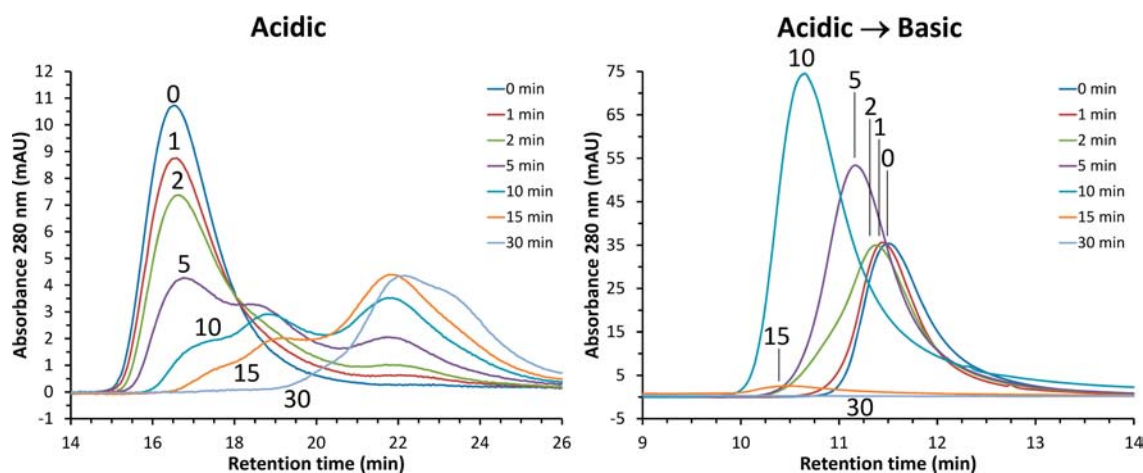 Acidic
Absorbance 280 nm (mAU)
12
11
10
9
8
7
6
5
4
3
2
1
0
-1
14 16 18 20 22 24 26
Retention time (min)
0
1
2
5
10
15
30
0 min
1 min
2 min
5 min
10 min
15 min
30 min
Acidic → Basic
Absorbance 280 nm (mAU)
75
65
55
45
35
25
15
5
-5
9 10 11 12 13 14
Retention time (min)
10
5
2
1
0
15
30
0 min
1 min
2 min
5 min
10 min
15 min
30 min